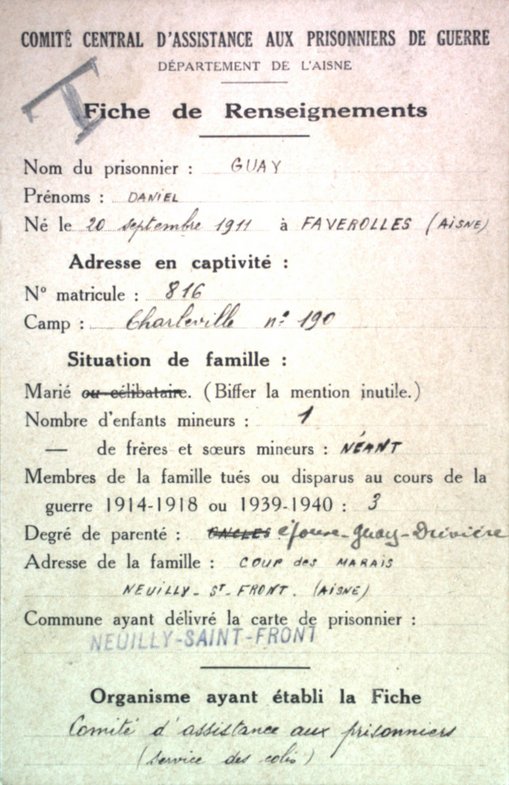 COMITÉ CENTRAL D'ASSISTANCE AUX PRISONNIERS DE GUERRE
DÉPARTEMENT DE L'AISNE
Fiche de Renseignements
Nom du prisonnier : GUAY
Prénoms : DANIEL
Né le 20 septembre 1911 à FAVEROLLES (AISNE)
Adresse en captivité :
N° matricule : 816
Camp : Charleville n° 190
Situation de famille :
Marié ou célibataire. (Biffer la mention inutile.)
Nombre d'enfants mineurs : 1
— de frères et sœurs mineurs : NÉANT
Membres de la famille tués ou disparus au cours de la
guerre 1914-1918 ou 1939-1940 : 3
Degré de parenté : ONCLES épouse-Guay-
Adresse de la famille : COUP des MARAIS
NEUILLY-ST-FRONT. (AISNE)
Commune ayant délivré la carte de prisonnier :
NEUILLY-SAINT-FRONT
Organisme ayant établi la Fiche
Comité d'assistance aux prisonniers
(service des colis)